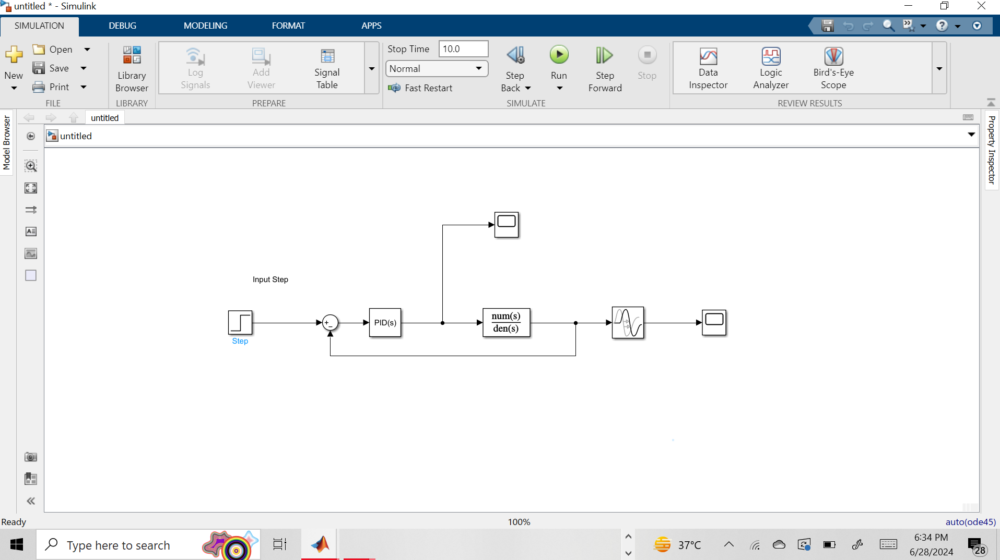 untitled * - Simulink
SIMULATION DEBUG MODELING FORMAT APPS
New
Open
Save
Print
FILE
Library
Browser
LIBRARY
Log
Signals
Add
Viewer
Signal
Table
PREPARE
Stop Time 10.0
Normal
Fast Restart
Step
Back
Run
Step
Forward
Stop
SIMULATE
Data
Inspector
Logic
Analyzer
Bird's-Eye
Scope
REVIEW RESULTS
Model Browser
untitled
untitled
Property Inspector
Input Step
Step
+
−
PID(s)
num(s)
den(s)
Ready 100% auto(ode45)
Type here to search
37°C
6:34 PM
6/28/2024
28